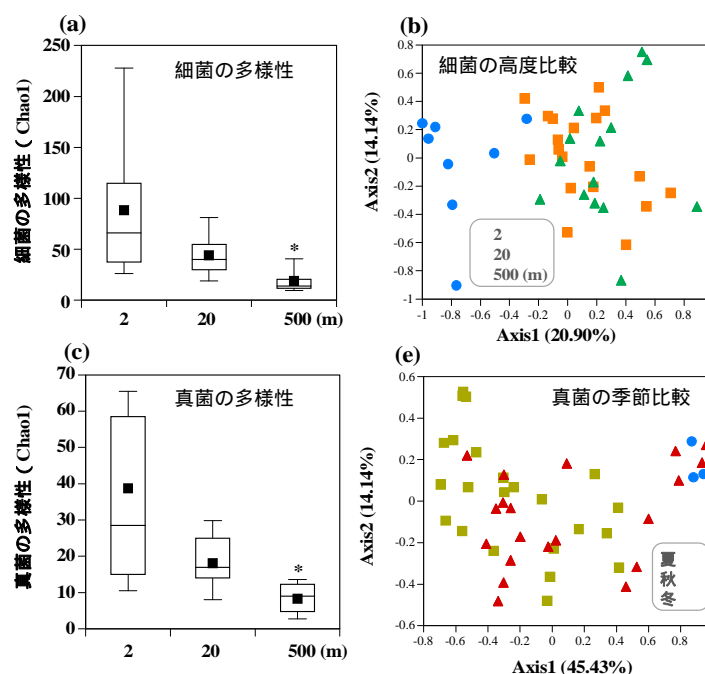 (a)
細菌の多様性
細菌の多様性 ( Chao1)
250
200
150
100
50
0
*
2 20 500 (m)
(b)
細菌の高度比較
Axis2 (14.14%)
0.8
0.6
0.4
0.2
0
-0.2
-0.4
-0.6
-0.8
-1
2
20
500 (m)
-1 -0.8 -0.6 -0.4 -0.2 0 0.2 0.4 0.6 0.8
Axis1 (20.90%)
(c)
真菌の多様性
真菌の多様性 ( Chao1)
70
60
50
40
30
20
10
0
*
2 20 500 (m)
(e)
真菌の季節比較
Axis2 (14.14%)
0.6
0.4
0.2
0
-0.2
-0.4
-0.6
夏
秋
冬
-0.8 -0.6 -0.4 -0.2 0 0.2 0.4 0.6 0.8
Axis1 (45.43%)